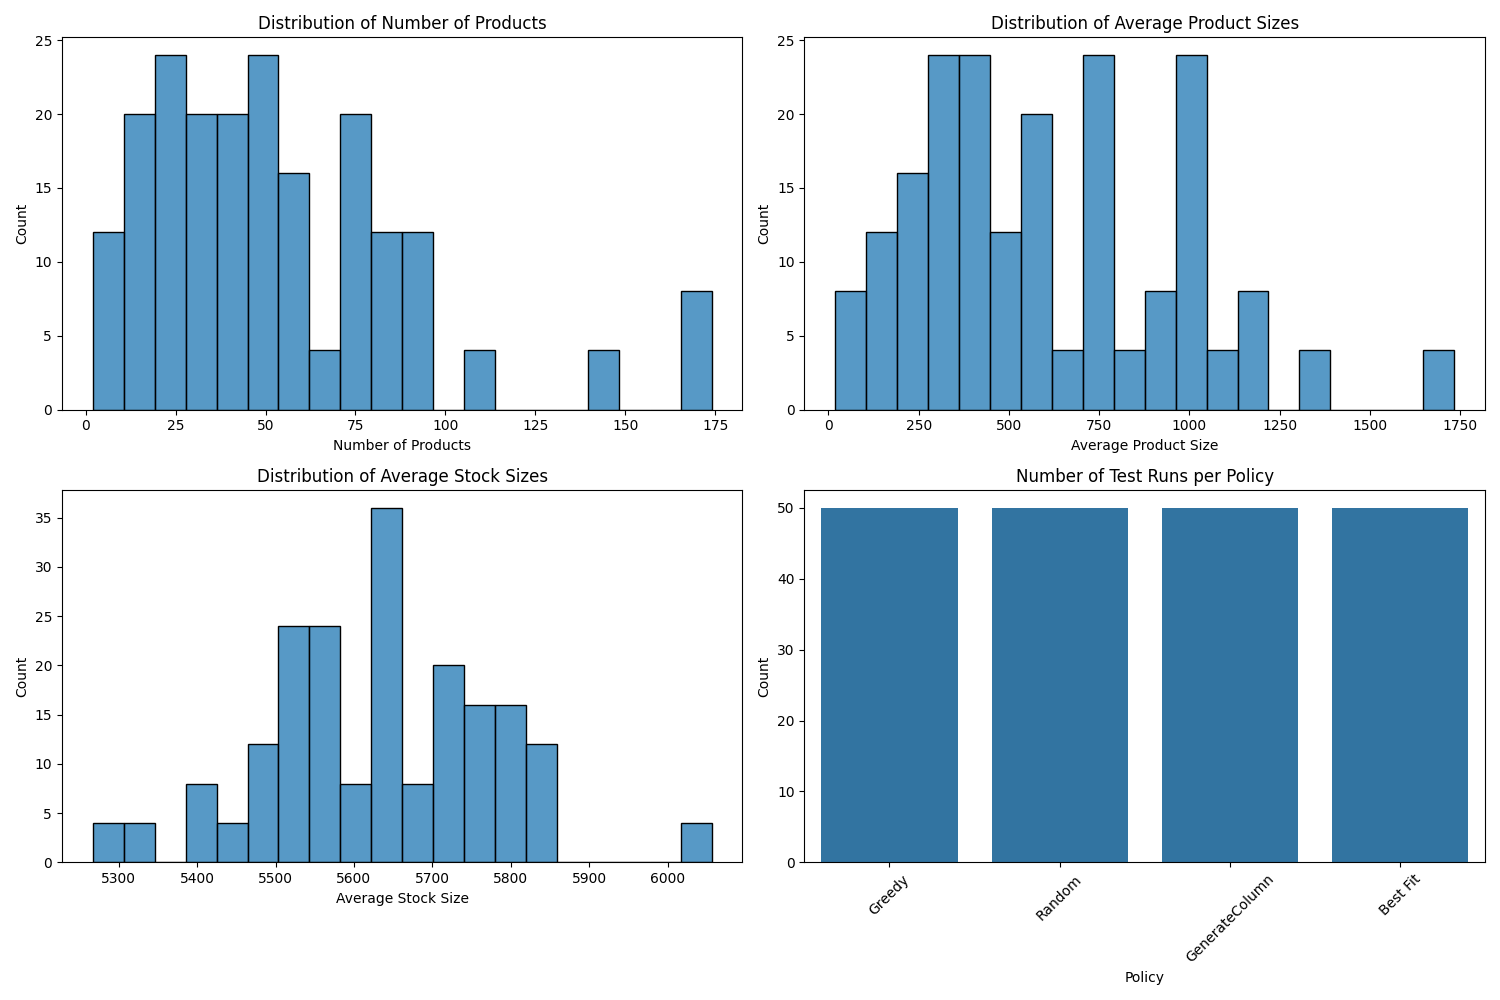 Distribution of Number of Products
25
20
15
10
5
0
Count
0 25 50 75 100 125 150 175
Number of Products
Distribution of Average Product Sizes
25
20
15
10
5
0
Count
0 250 500 750 1000 1250 1500 1750
Average Product Size
Distribution of Average Stock Sizes
35
30
25
20
15
10
5
0
Count
5300 5400 5500 5600 5700 5800 5900 6000
Average Stock Size
Number of Test Runs per Policy
50
40
30
20
10
0
Count
Greedy
Random
GenerateColumn
Best Fit
Policy